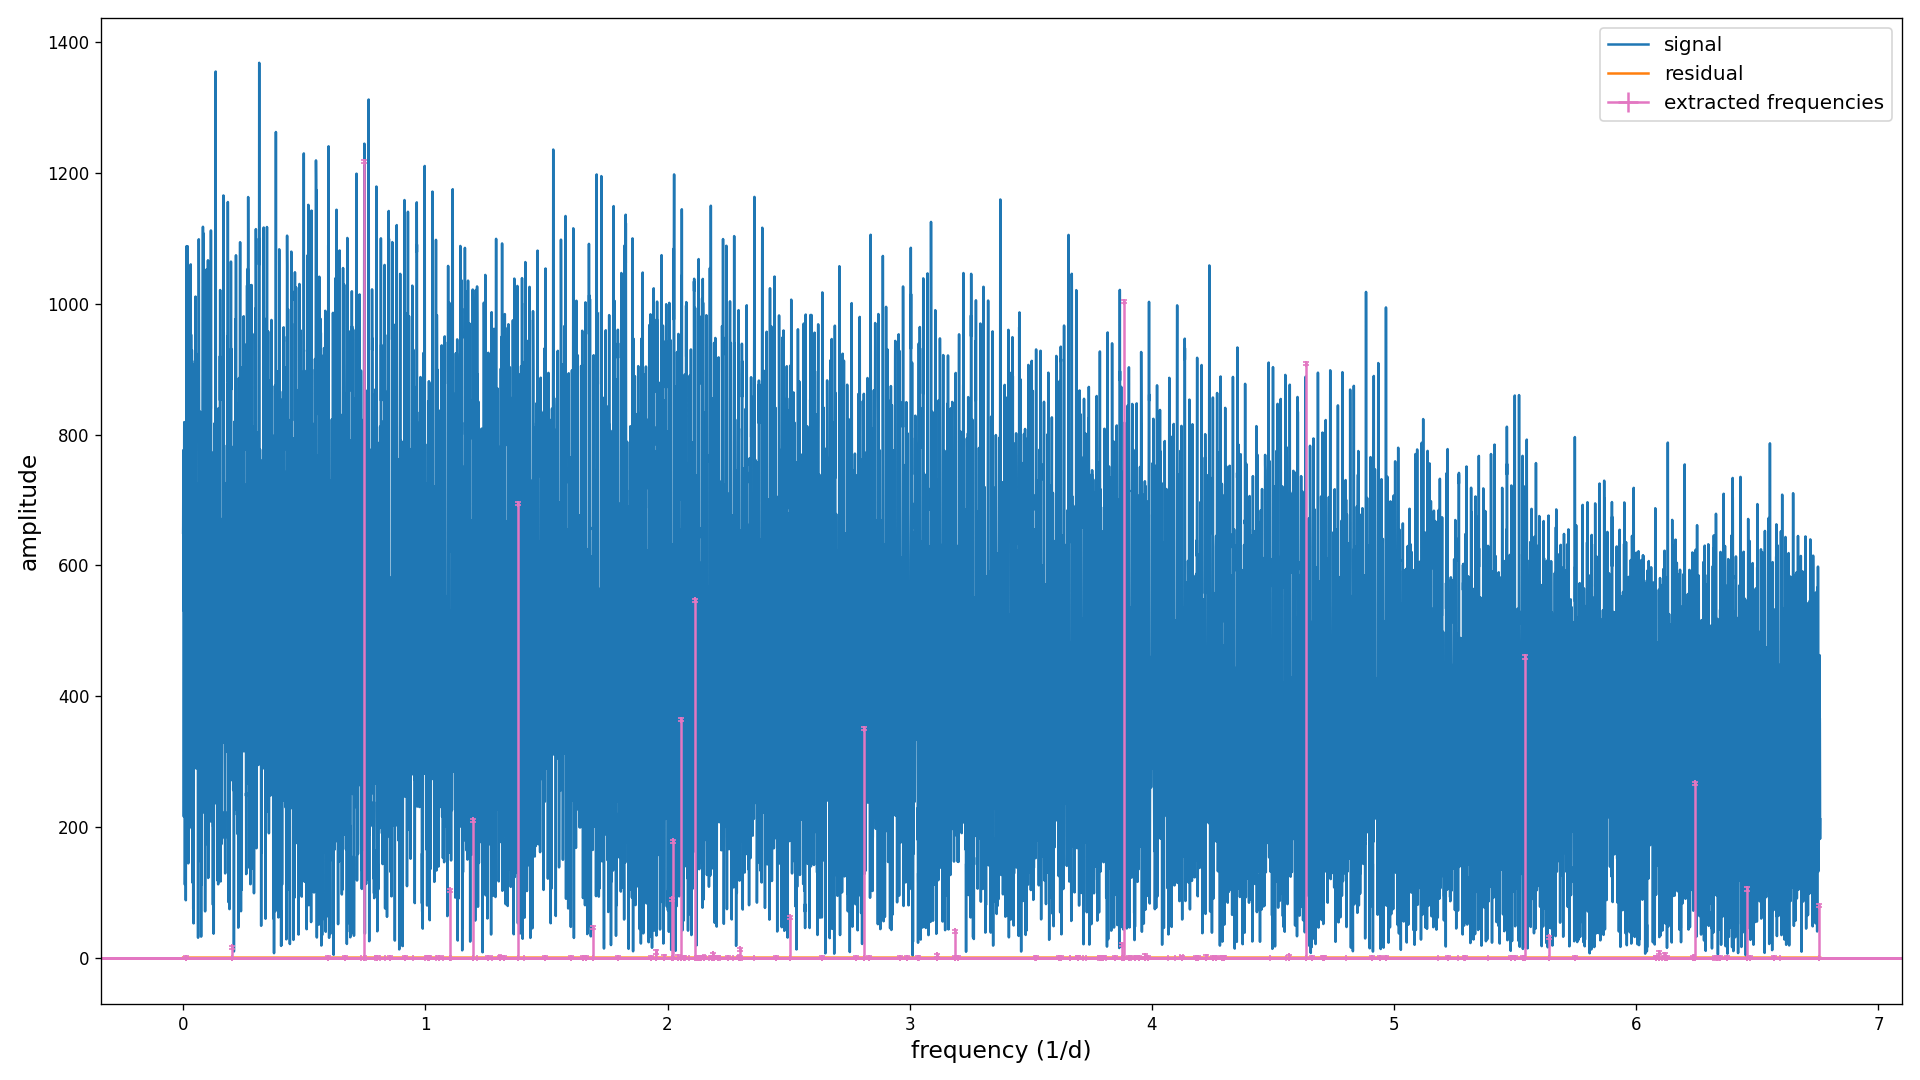 1400
1200
1000
800
600
400
200
0
amplitude
signal
residual
extracted frequencies
0 1 2 3 4 5 6 7
frequency (1/d)